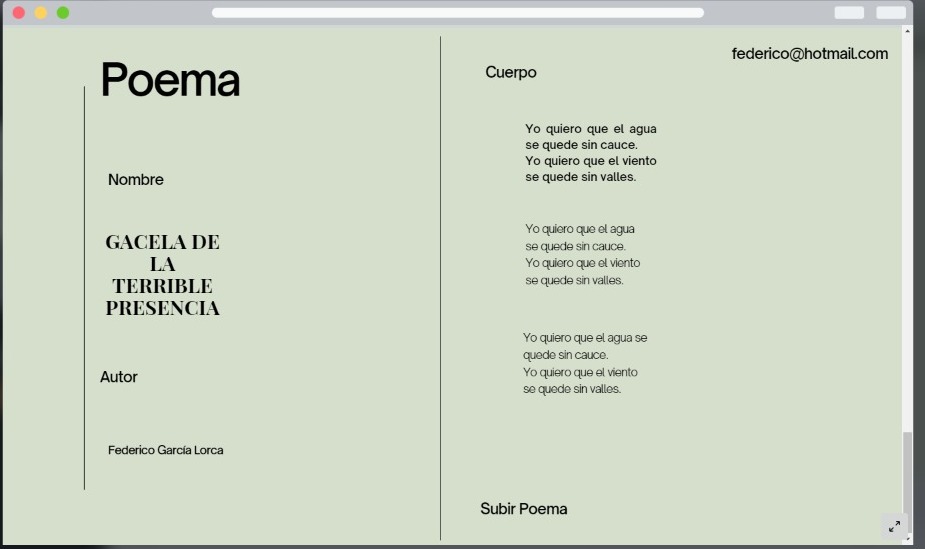 Poema
Nombre
GACELA DE
LA
TERRIBLE
PRESENCIA
Autor
Federico García Lorca
federico@hotmail.com
Cuerpo
Yo quiero que el agua
se quede sin cauce.
Yo quiero que el viento
se quede sin valles.
Yo quiero que el agua
se quede sin cauce.
Yo quiero que el viento
se quede sin valles.
Yo quiero que el agua se
quede sin cauce.
Yo quiero que el viento
se quede sin valles.
Subir Poema